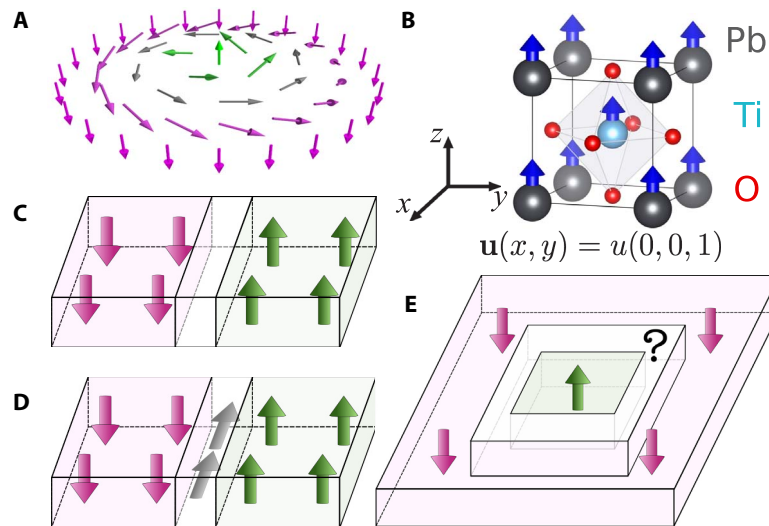 A
B
Pb
Ti
O
z
y
x
u(x, y) = u(0, 0, 1)
C
D
E
?